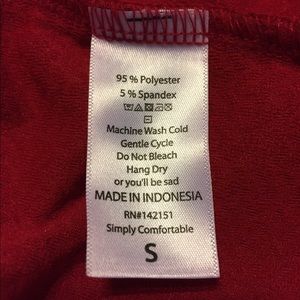 95 % Polyester
5 % Spandex
Machine Wash Cold
Gentle Cycle
Do Not Bleach
Hang Dry
or you'll be sad
MADE IN INDONESIA
RN#142151
Simply Comfortable
S